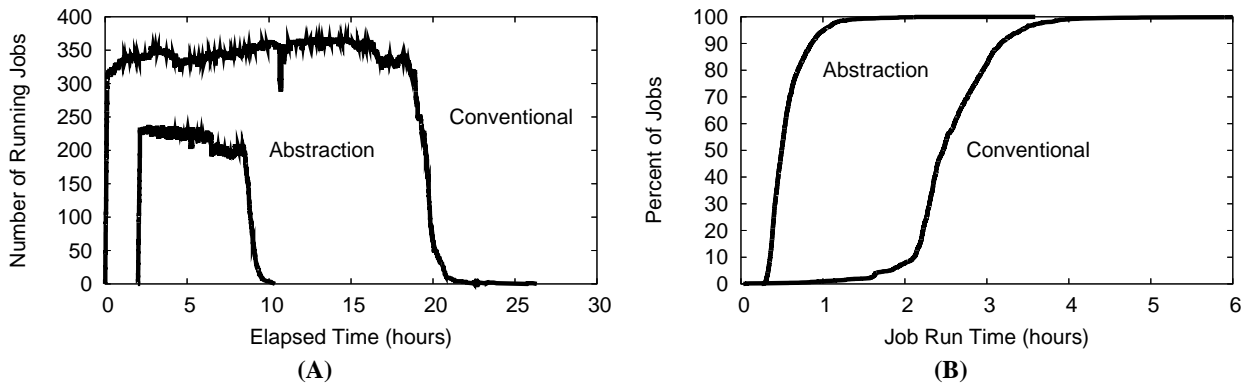 Number of Running Jobs
400
350
300
250
200
150
100
50
0
0 5 10 15 20 25 30
Elapsed Time (hours)
Conventional
Abstraction
(A)
Percent of Jobs
100
90
80
70
60
50
40
30
20
10
0
0 1 2 3 4 5 6
Job Run Time (hours)
Abstraction
Conventional
(B)